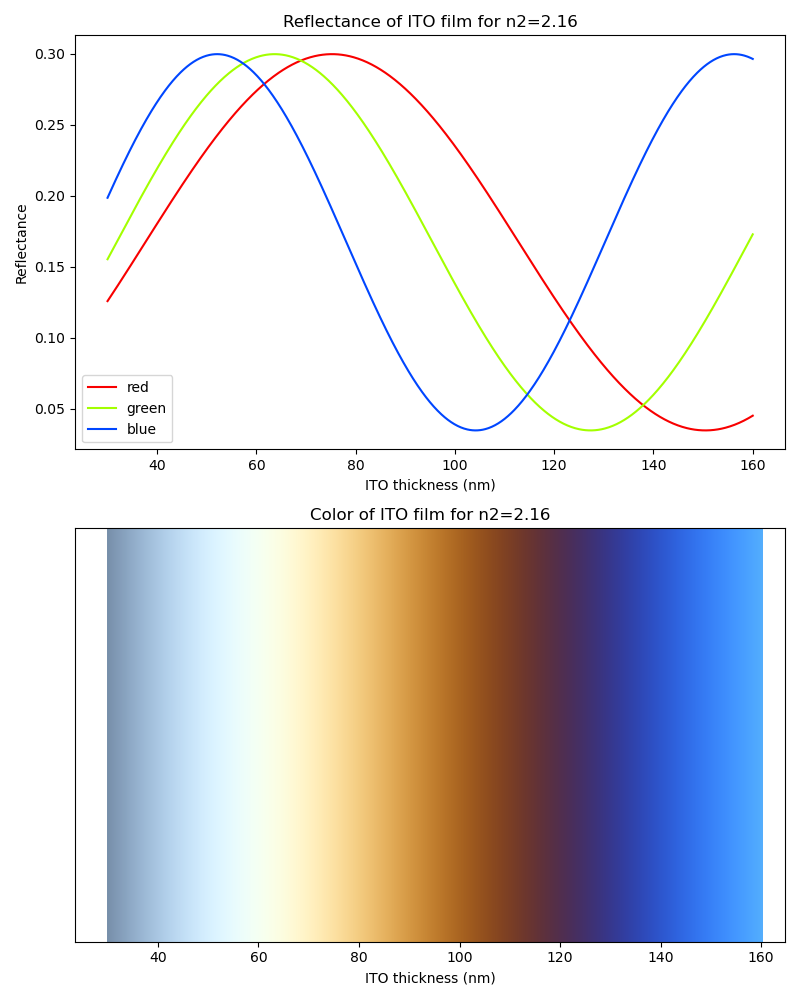 Reflectance of ITO film for n2=2.16
Reflectance
0.30
0.25
0.20
0.15
0.10
0.05
red
green
blue
40 60 80 100 120 140 160
ITO thickness (nm)
Color of ITO film for n2=2.16
40 60 80 100 120 140 160
ITO thickness (nm)